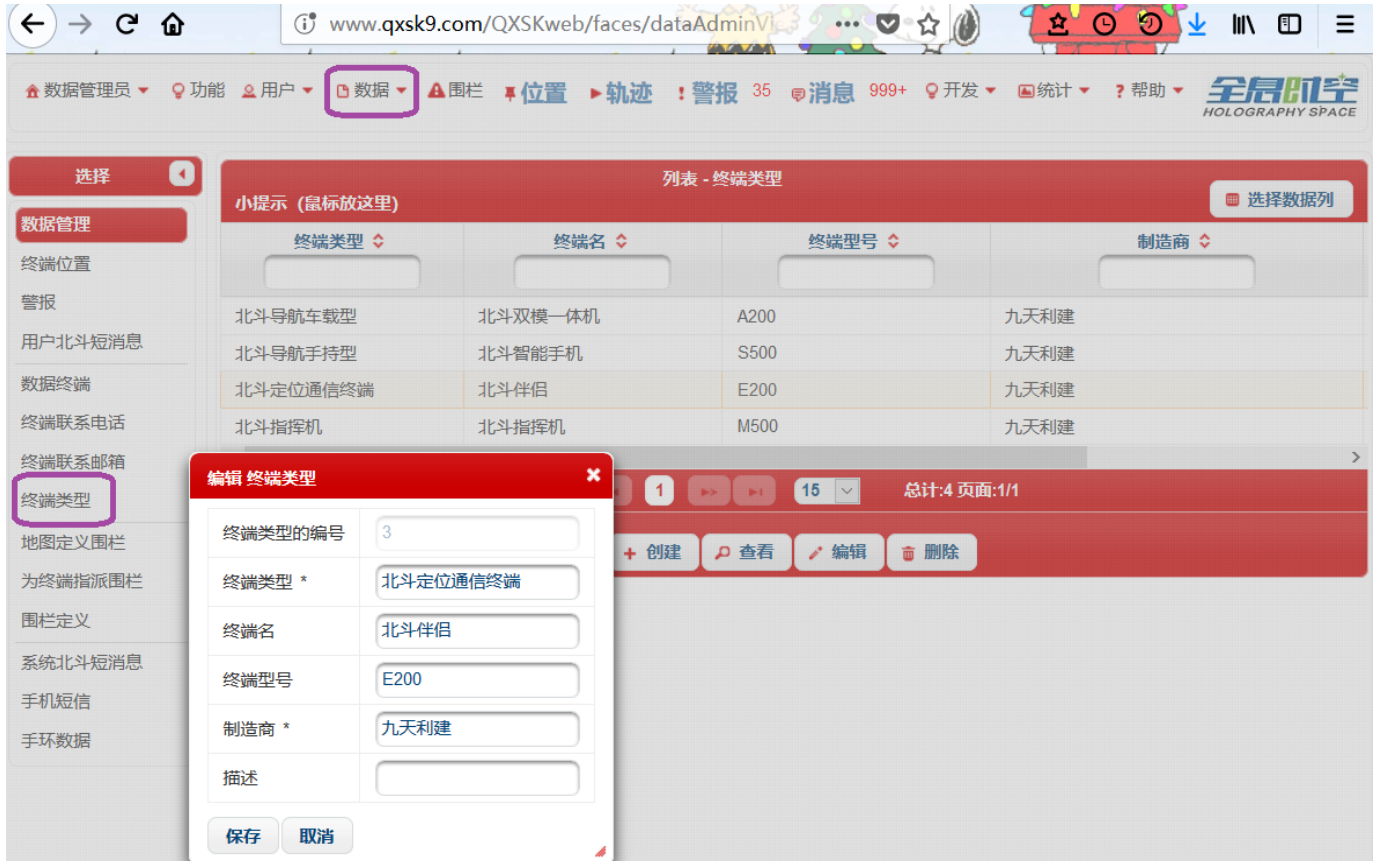 www.qxsk9.com/QXSKweb/faces/dataAdminVi
数据管理员 功能 用户 数据 围栏 位置 轨迹 警报 35 消息 999+ 开发 统计 ? 帮助
全息时空
HOLOGRAPHY SPACE
选择
数据管理
终端位置
警报
用户北斗短消息
数据终端
终端联系电话
终端联系邮箱
终端类型
地图定义围栏
为终端指派围栏
围栏定义
系统北斗短消息
手机短信
手环数据
列表 - 终端类型
小提示（鼠标放这里）
选择数据列
终端类型 终端名 终端型号 制造商
北斗导航车载型 北斗双模一体机 A200 九天利建
北斗导航手持型 北斗智能手机 S500 九天利建
北斗定位通信终端 北斗伴侣 E200 九天利建
北斗指挥机 北斗指挥机 M500 九天利建
1 15 总计:4 页面:1/1
创建 查看 编辑 删除
编辑 终端类型
终端类型的编号 3
终端类型 * 北斗定位通信终端
终端名 北斗伴侣
终端型号 E200
制造商 * 九天利建
描述
保存 取消